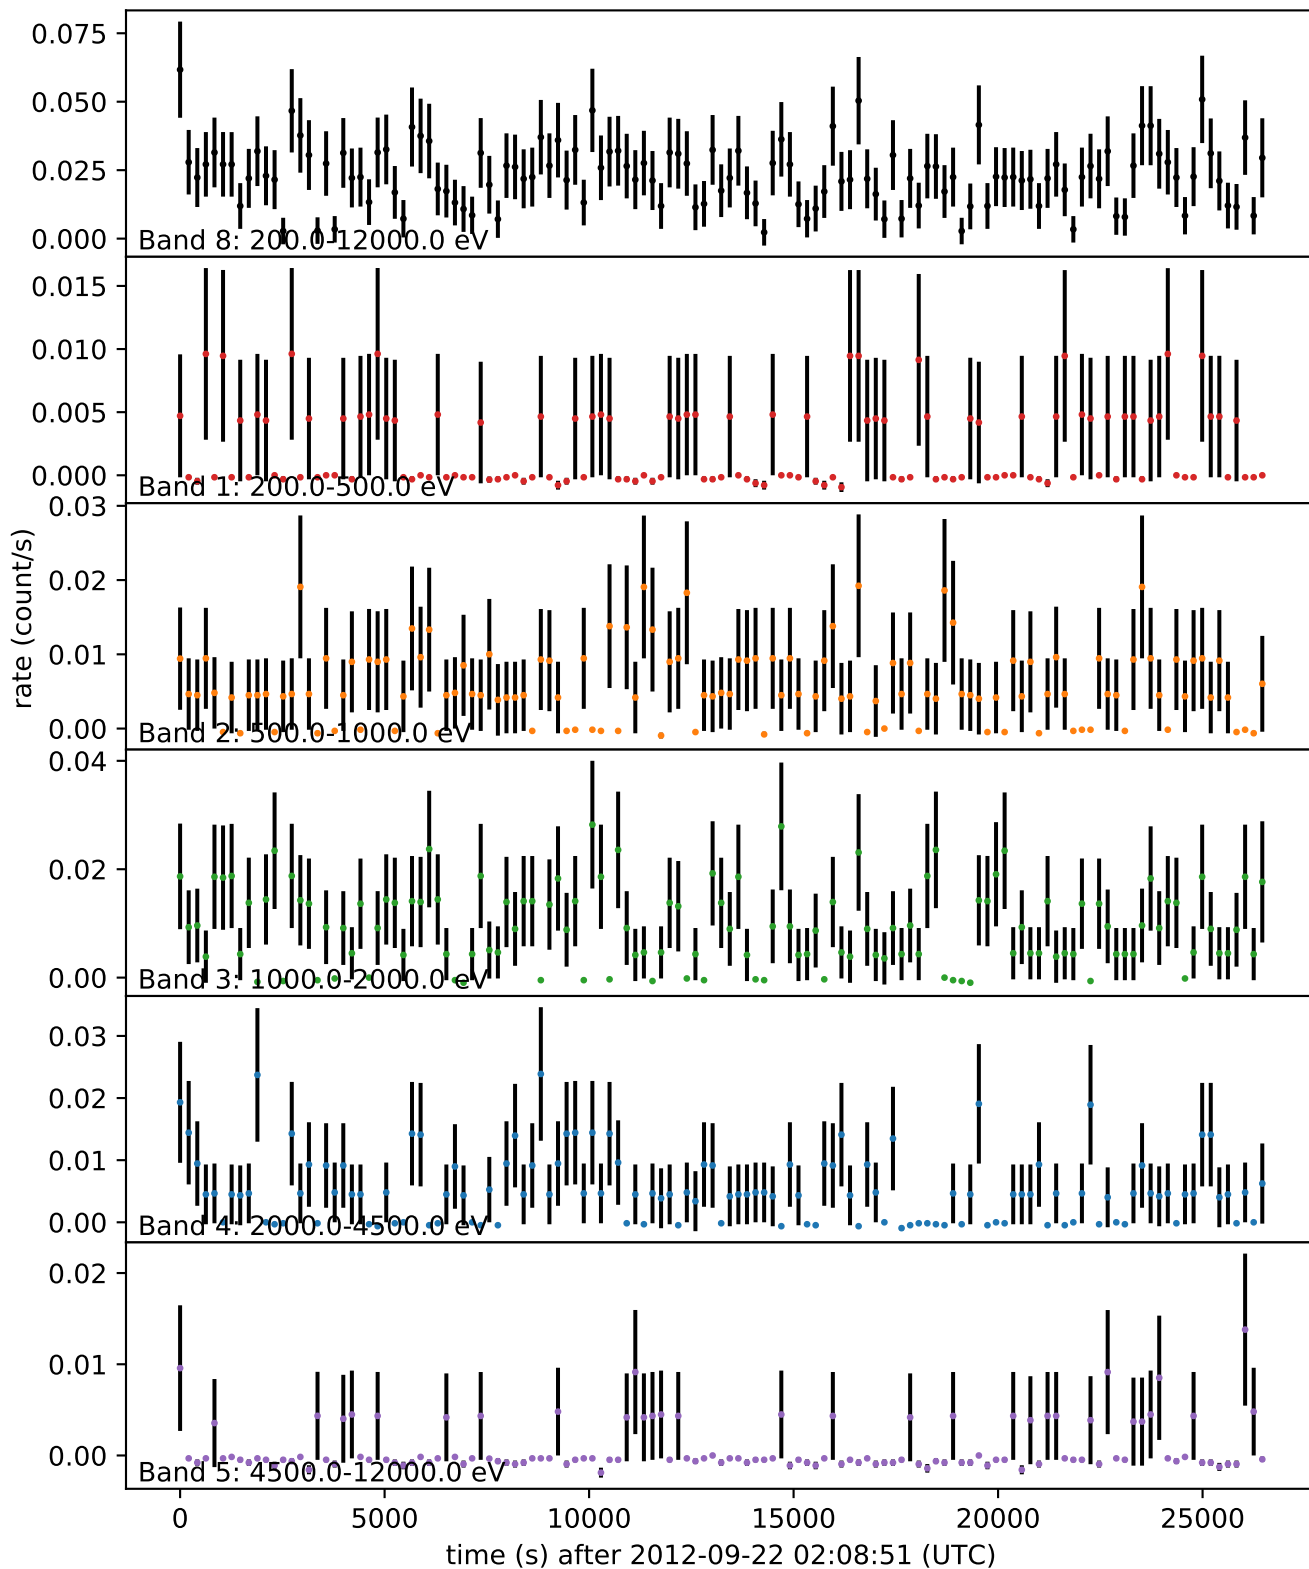 0.075
0.050
0.025
0.000
Band 8: 200.0-12000.0 eV
0.015
0.010
0.005
0.000
Band 1: 200.0-500.0 eV
0.03
0.02
0.01
0.00
Band 2: 500.0-1000.0 eV
rate (count/s)
0.04
0.02
0.00
Band 3: 1000.0-2000.0 eV
0.03
0.02
0.01
0.00
Band 4: 2000.0-4500.0 eV
0.02
0.01
0.00
Band 5: 4500.0-12000.0 eV
0 5000 10000 15000 20000 25000
time (s) after 2012-09-22 02:08:51 (UTC)